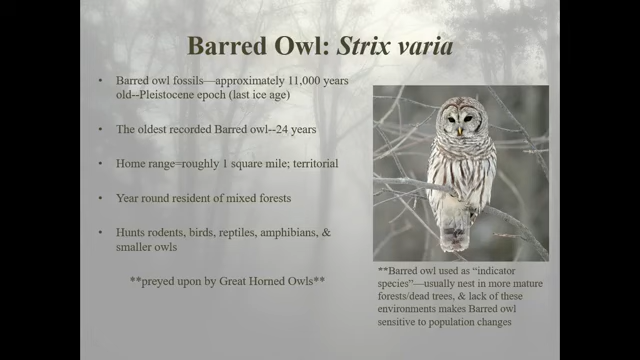 Barred Owl: Strix varia
• Barred owl fossils—approximately 11,000 years
old--Pleistocene epoch (last ice age)
• The oldest recorded Barred owl--24 years
• Home range=roughly 1 square mile; territorial
• Year round resident of mixed forests
• Hunts rodents, birds, reptiles, amphibians, &
smaller owls
**preyed upon by Great Horned Owls**
**Barred owl used as “indicator
species”—usually nest in more mature
forests/dead trees, & lack of these
environments makes Barred owl
sensitive to population changes